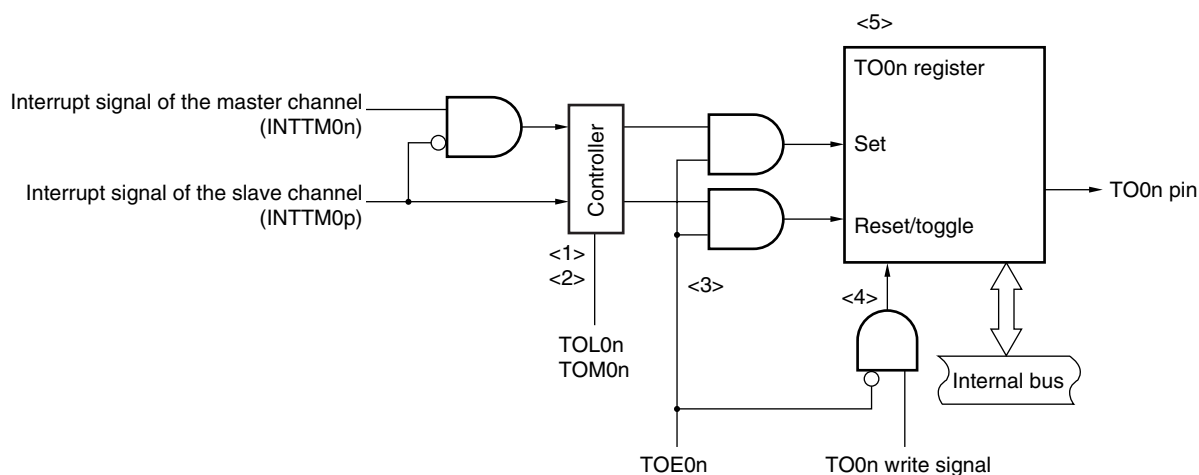 <5>
TO0n register
Interrupt signal of the master channel
(INTTM0n)
Controller
Set
Interrupt signal of the slave channel
(INTTM0p)
TO0n pin
Reset/toggle
<1>
<2>
<3>
<4>
TOL0n
TOM0n
Internal bus
TOE0n
TO0n write signal